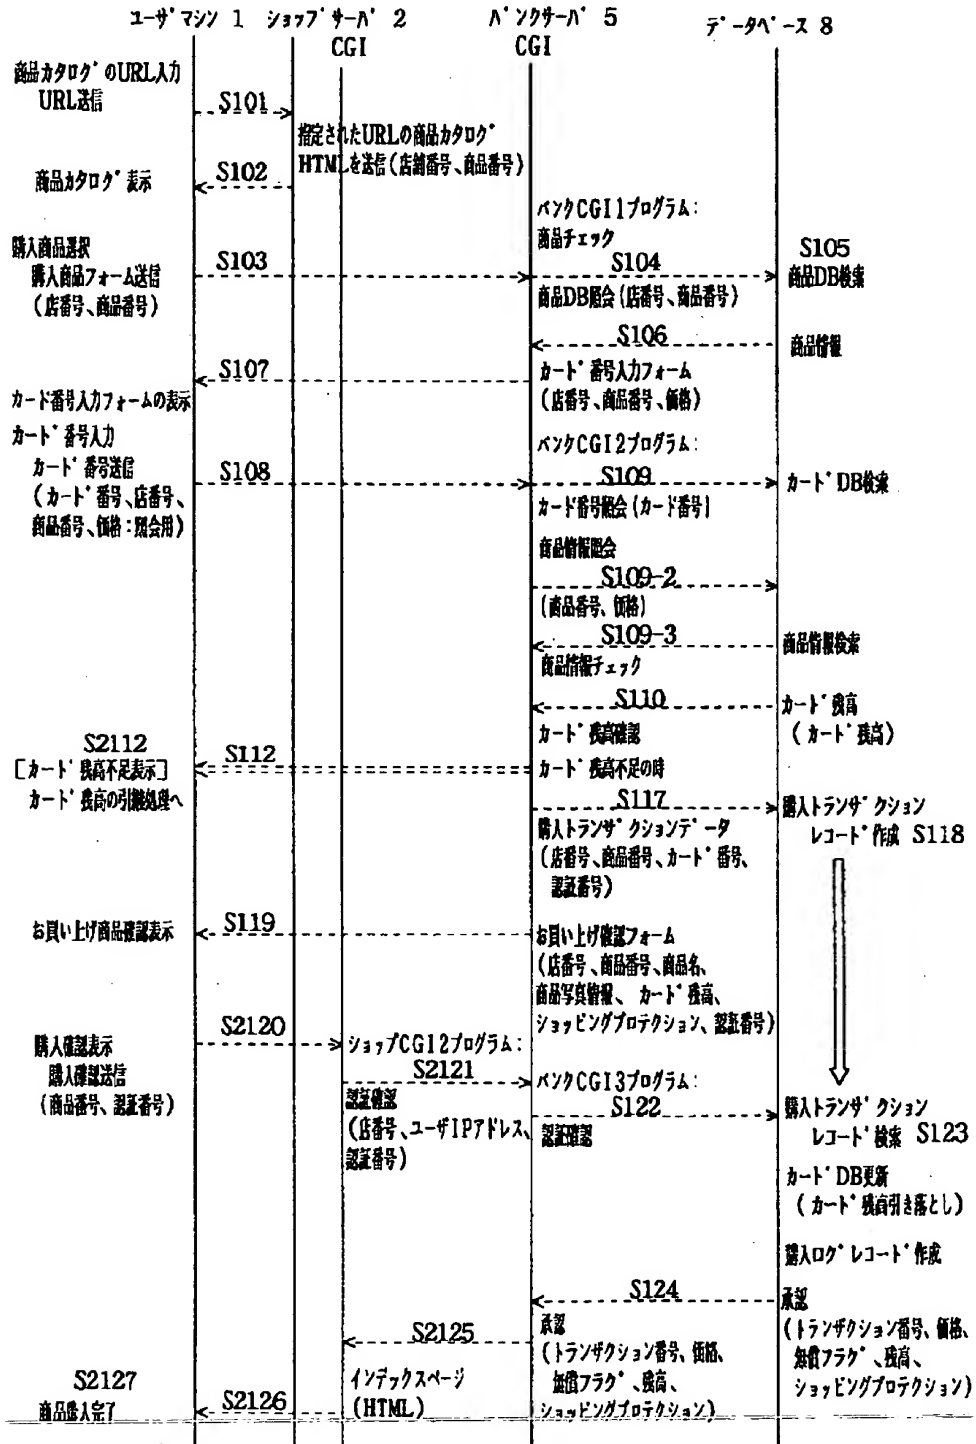 ユーザマシン 1 ショップサーバ 2 バンクサーバ 5 データベース 8
CGI CGI
商品カタログのURL入力
URL送信
S101
指定されたURLの商品カタログ
HTMLを送信(店舗番号、商品番号)
S102
商品カタログ表示
バンクCGI1プログラム:
商品チェック
購入商品選択
購入商品フォーム送信
(店番号、商品番号)
S103
S104
商品DB照会(店番号、商品番号)
S105
商品DB検索
S106
商品情報
S107
カード番号入力フォーム
(店番号、商品番号、価格)
カード番号入力フォームの表示
カード番号入力
カード番号送信
(カード番号、店番号、
商品番号、価格:照会用)
バンクCGI2プログラム:
S108
S109
カード番号照会(カード番号)
カードDB検索
商品情報照会
S109-2
(商品番号、価格)
S109-3
商品情報検索
商品情報チェック
S110
カード残高
(カード残高)
カード残高確認
S2112
[カード残高不足表示]
カード残高の引継処理へ
S112
カード残高不足の時
S117
購入トランザクション
レコード作成 S118
購入トランザクションデータ
(店番号、商品番号、カード番号、
認証番号)
お買い上げ商品確認表示
S119
お買い上げ確認フォーム
(店番号、商品番号、商品名、
商品写真情報、カード残高、
ショッピングプロテクション、認証番号)
購入確認表示
購入確認送信
(商品番号、認証番号)
S2120
ショップCGI2プログラム:
S2121
認証確認
(店番号、ユーザIPアドレス、
認証番号)
バンクCGI3プログラム:
S122
認証確認
購入トランザクション
レコード検索 S123
カードDB更新
(カード残高引き落とし)
購入ログレコード作成
S124
承認
(トランザクション番号、価格、
無償フラグ、残高、
ショッピングプロテクション)
S2125
承認
(トランザクション番号、価格、
無償フラグ、残高、
ショッピングプロテクション)
インデックスページ
(HTML)
S2126
S2127
商品購入完了